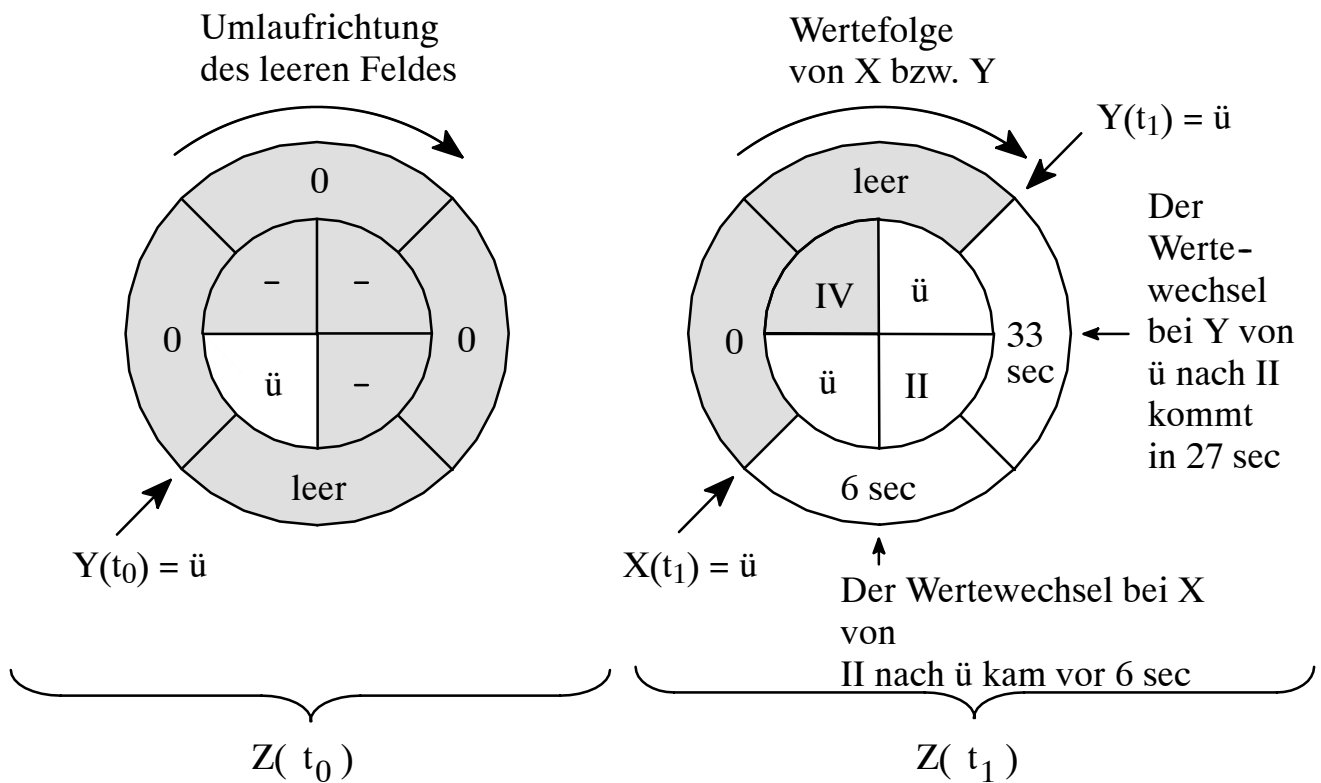 Umlaufrichtung
des leeren Feldes
0
-
-
0
0
ü
-
leer
Y(t0) = ü
Z( t0 )
Wertefolge
von X bzw. Y
Y(t1) = ü
leer
Der
Werte-
wechsel
bei Y von
ü nach II
kommt
in 27 sec
IV
ü
0
33
sec
ü
II
6 sec
X(t1) = ü
Der Wertewechsel bei X
von
II nach ü kam vor 6 sec
Z( t1 )